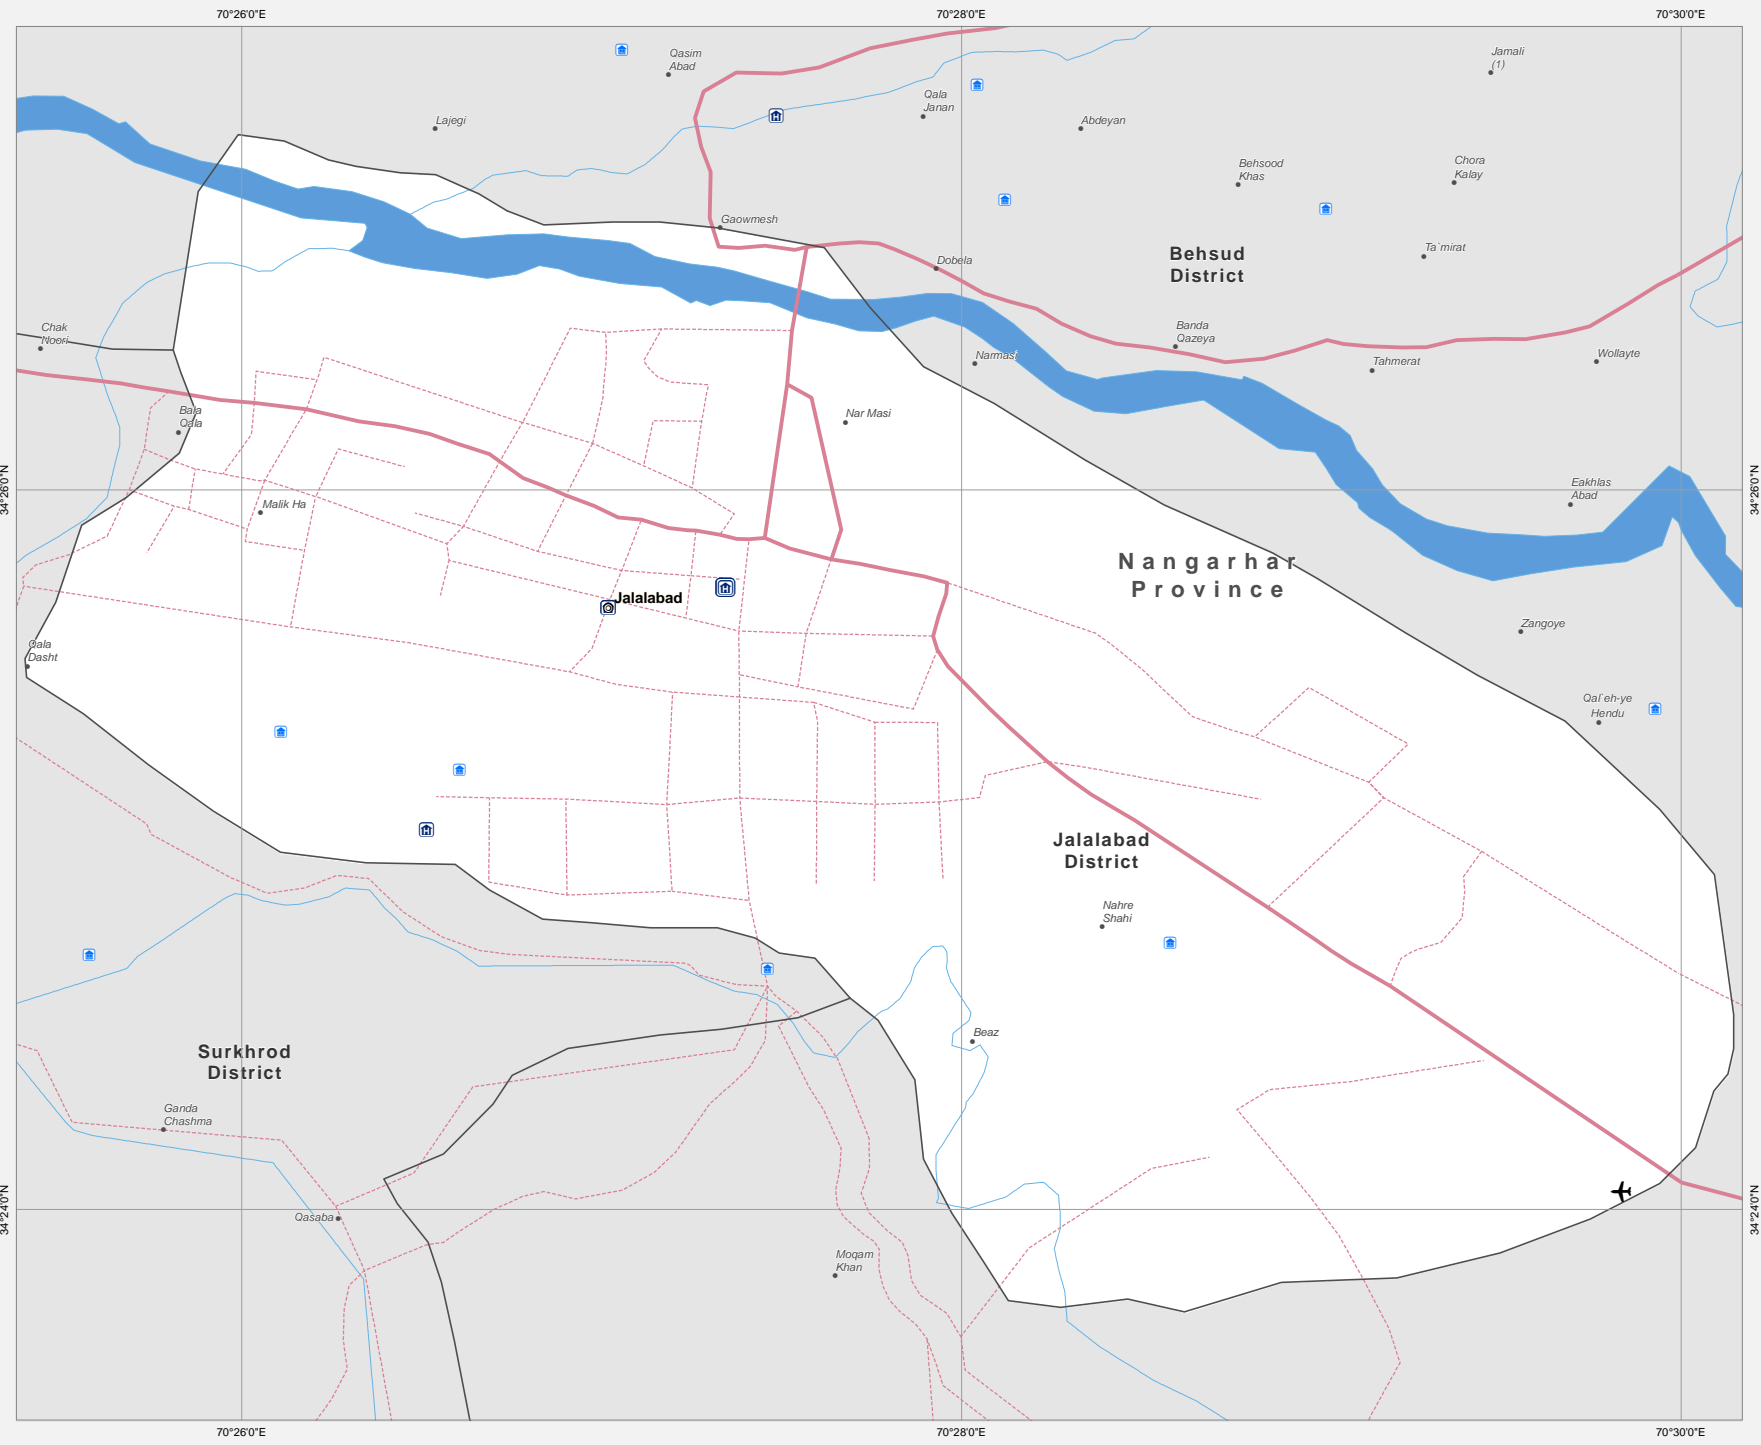 70°26'0"E
70°28'0"E
70°30'0"E
Qasim
Abad
Jamali
(1)
Qala
Janan
Lajegi
Abdeyan
Behsood
Khas
Chora
Kalay
Gaowmesh
Behsud
District
Ta`mirat
Dobela
Chak
Noori
Banda
Qazeya
Narmasi
Tahmerat
Wollayte
Bala
Qala
Nar Masi
34°26'0"N
34°26'0"N
Malik Ha
Eakhlas
Abad
Nangarhar
Province
Jalalabad
Zangoye
Qala
Dasht
Qal`eh-ye
Hendu
Jalalabad
District
Nahre
Shahi
Beaz
Surkhrod
District
Ganda
Chashma
34°24'0"N
34°24'0"N
Qasaba
Moqam
Khan
70°26'0"E
70°28'0"E
70°30'0"E